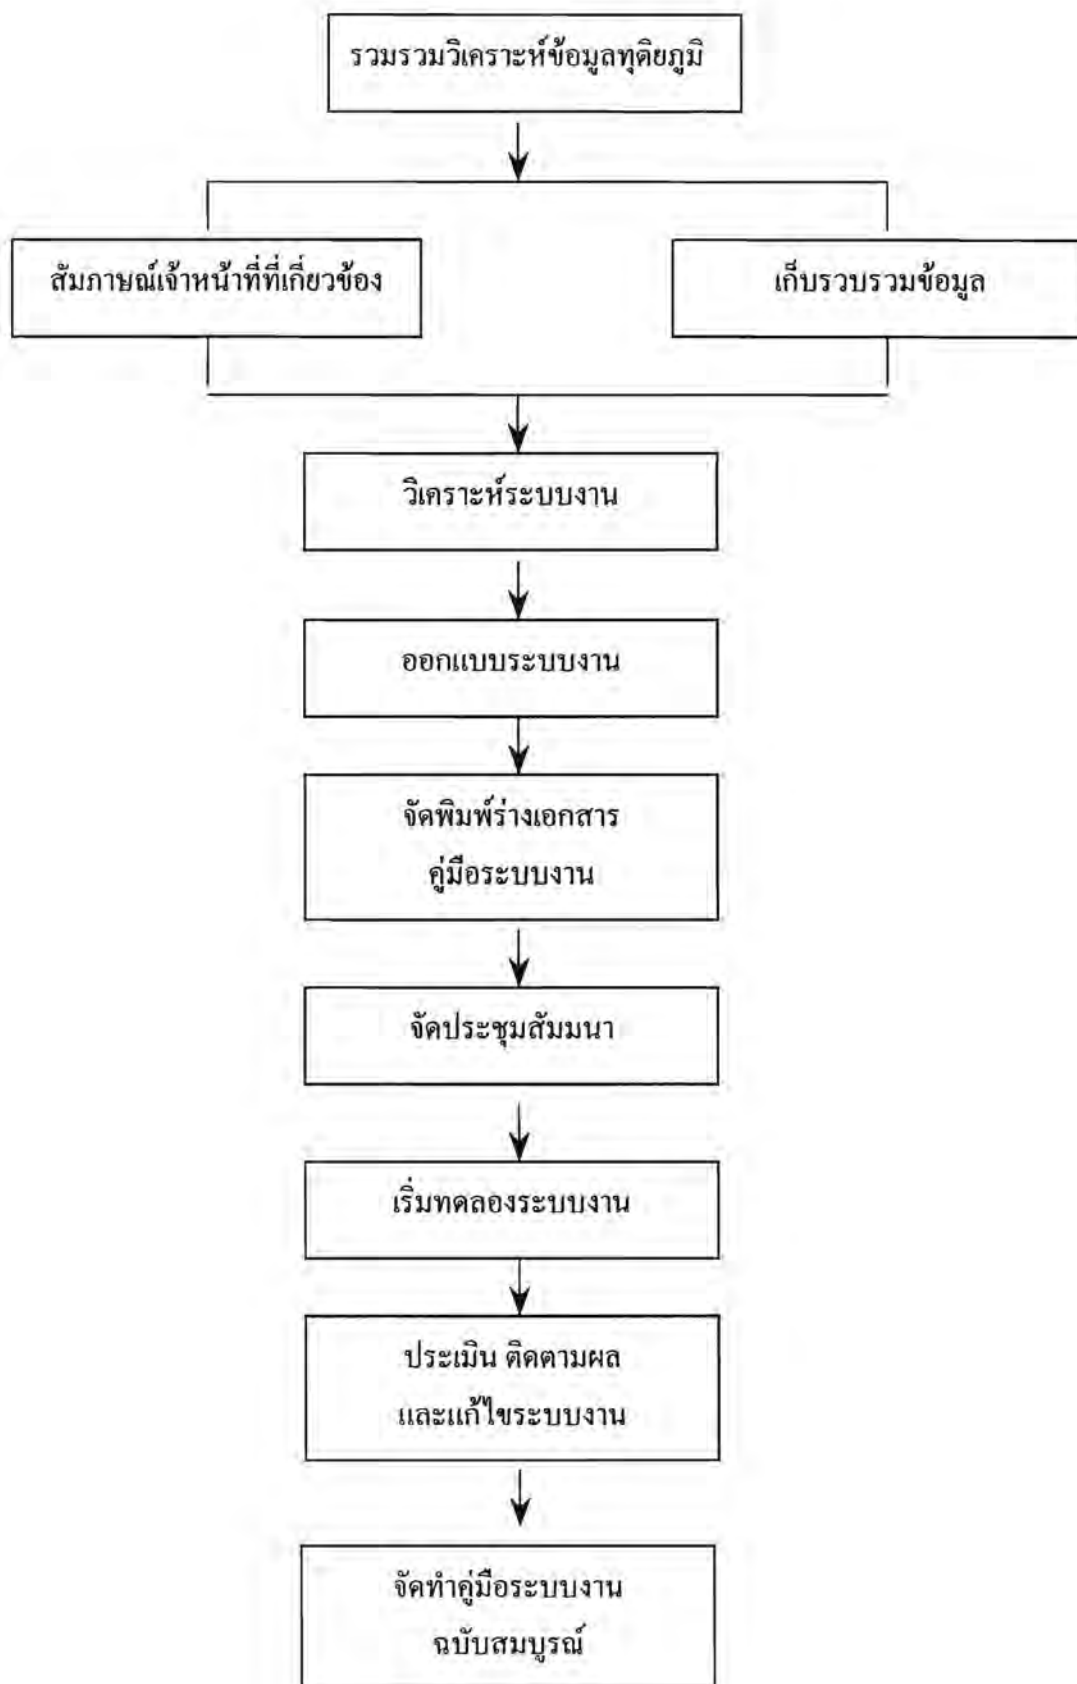 รวมรวมวิเคราะห์ข้อมูลทุติยภูมิ
สัมภาษณ์เจ้าหน้าที่ที่เกี่ยวข้อง
เก็บรวบรวมข้อมูล
วิเคราะห์ระบบงาน
ออกแบบระบบงาน
จัดพิมพ์ร่างเอกสาร
คู่มือระบบงาน
จัดประชุมสัมมนา
เริ่มทดลองระบบงาน
ประเมิน ติดตามผล
และแก้ไขระบบงาน
จัดทำคู่มือระบบงาน
ฉบับสมบูรณ์